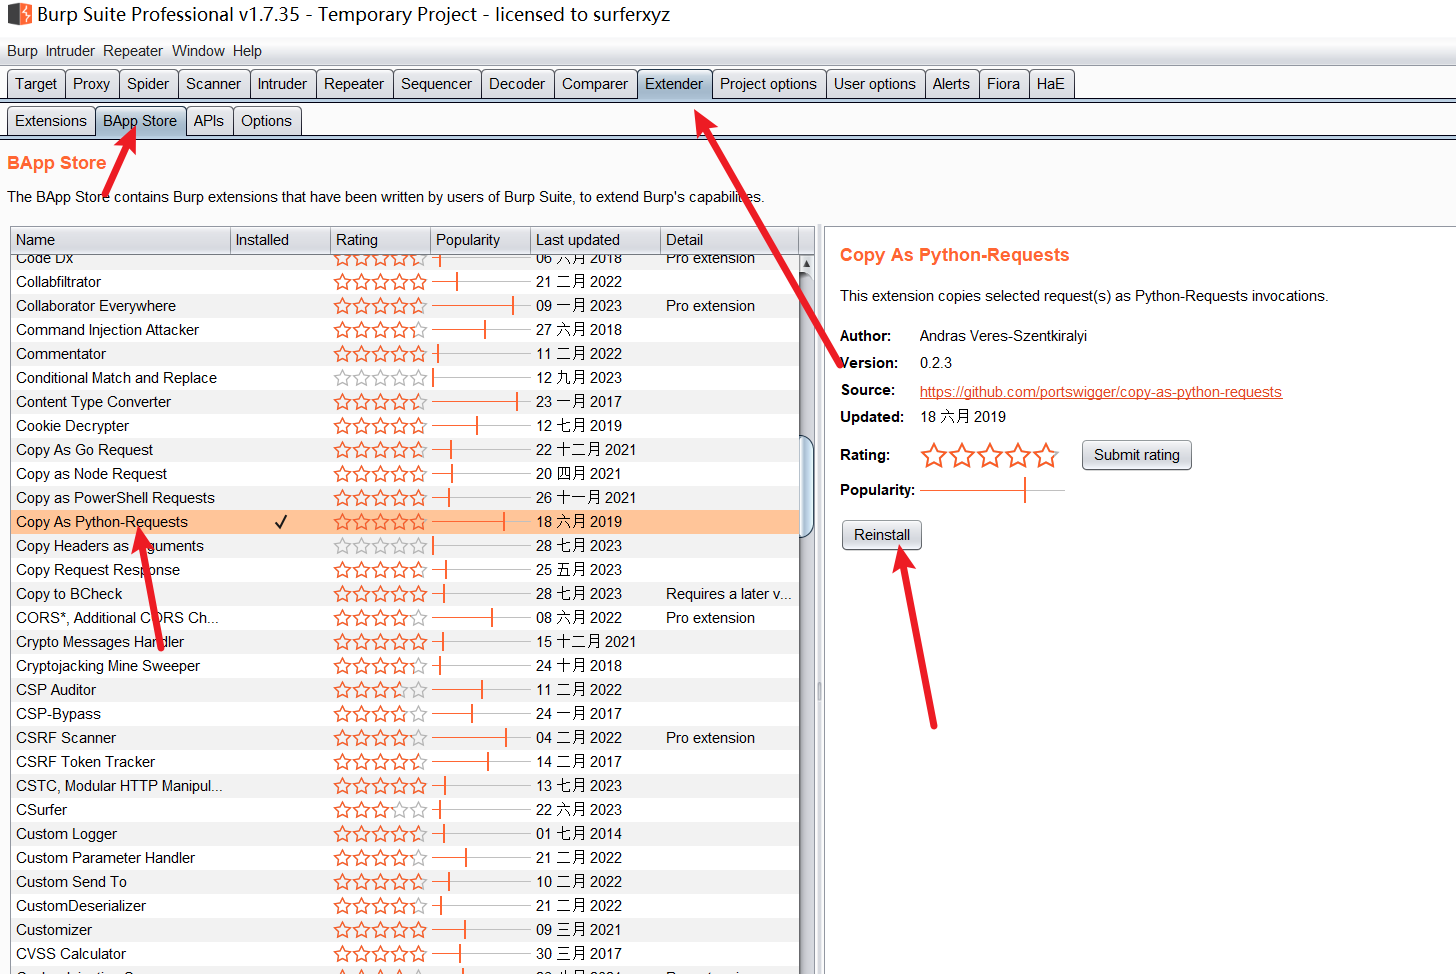 Burp Suite Professional v1.7.35 - Temporary Project - licensed to surferxyz
Burp Intruder Repeater Window Help
Target Proxy Spider Scanner Intruder Repeater Sequencer Decoder Comparer Extender Project options User options Alerts Fiora HaE
Extensions BApp Store APIs Options
BApp Store
The BApp Store contains Burp extensions that have been written by users of Burp Suite, to extend Burp's capabilities.
Name Installed Rating Popularity Last updated Detail
Code Dx 06 六月 2018 Pro extension
Collabfiltrator 21 二月 2022
Collaborator Everywhere 09 一月 2023 Pro extension
Command Injection Attacker 27 六月 2018
Commentator 11 二月 2022
Conditional Match and Replace 12 九月 2023
Content Type Converter 23 一月 2017
Cookie Decrypter 12 七月 2019
Copy As Go Request 22 十二月 2021
Copy as Node Request 20 四月 2021
Copy as PowerShell Requests 26 十一月 2021
Copy As Python-Requests ✓ 18 六月 2019
Copy Headers as Arguments 28 七月 2023
Copy Request Response 25 五月 2023
Copy to BCheck 28 七月 2023 Requires a later v...
CORS*, Additional CORS Ch... 08 六月 2022 Pro extension
Crypto Messages Handler 15 十二月 2021
Cryptojacking Mine Sweeper 24 十月 2018
CSP Auditor 11 二月 2022
CSP-Bypass 24 一月 2017
CSRF Scanner 04 二月 2022 Pro extension
CSRF Token Tracker 14 二月 2017
CSTC, Modular HTTP Manipul... 13 七月 2023
CSurfer 22 六月 2023
Custom Logger 01 七月 2014
Custom Parameter Handler 21 二月 2022
Custom Send To 10 二月 2022
CustomDeserializer 21 二月 2022
Customizer 09 三月 2021
CVSS Calculator 30 三月 2017
Copy As Python-Requests
This extension copies selected request(s) as Python-Requests invocations.
Author: Andras Veres-Szentkiralyi
Version: 0.2.3
Source: https://github.com/portswigger/copy-as-python-requests
Updated: 18 六月 2019
Rating: Submit rating
Popularity:
Reinstall